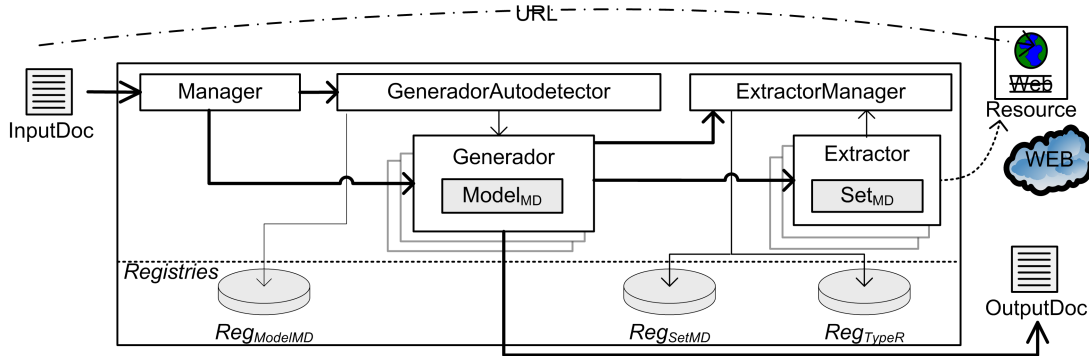 URL
Web
Resource
InputDoc
Manager
GeneradorAutodetector
ExtractorManager
Generador
ModelMD
Extractor
SetMD
WEB
Registries
RegModelMD
RegSetMD
RegTypeR
OutputDoc